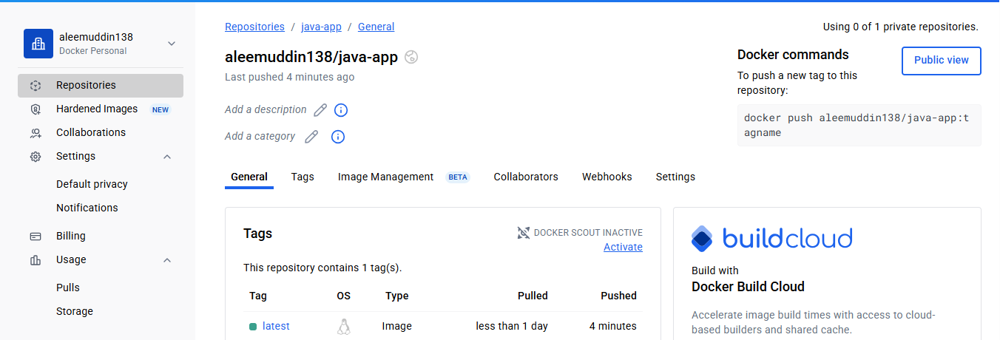 aleemuddin138
Docker Personal
Repositories
Hardened Images NEW
Collaborations
Settings
Default privacy
Notifications
Billing
Usage
Pulls
Storage
Repositories / java-app / General
Using 0 of 1 private repositories.
aleemuddin138/java-app
Last pushed 4 minutes ago
Add a description
Add a category
Docker commands
Public view
To push a new tag to this
repository:
docker push aleemuddin138/java-app:t
agname
General Tags Image Management BETA Collaborators Webhooks Settings
Tags
DOCKER SCOUT INACTIVE
Activate
This repository contains 1 tag(s).
Tag OS Type Pulled Pushed
latest Image less than 1 day 4 minutes
buildcloud
Build with
Docker Build Cloud
Accelerate image build times with access to cloud-
based builders and shared cache.